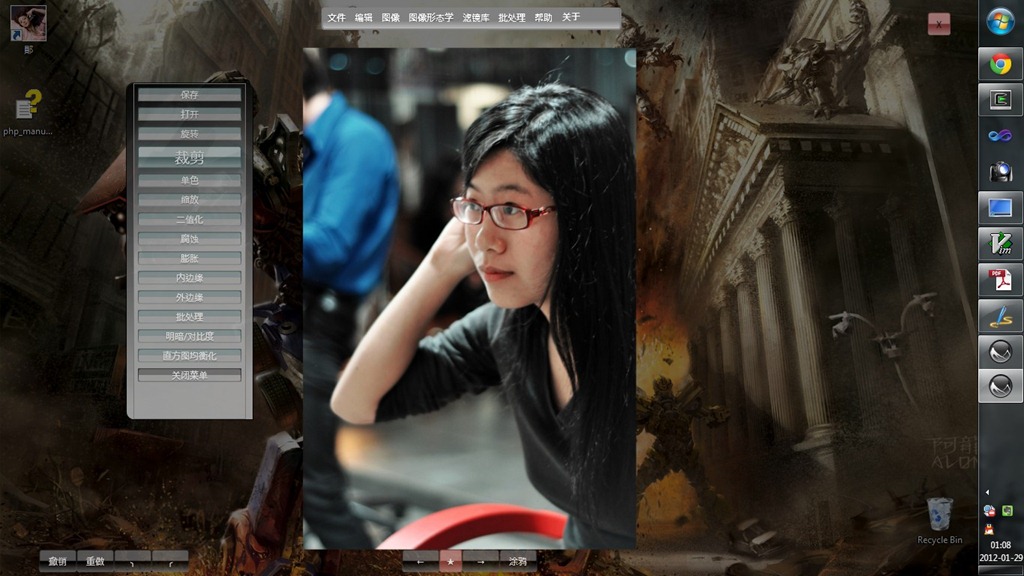 文件 编辑 图像 图像形态学 滤镜库 批处理 帮助 关于
x
php_manu...
保存
打开
旋转
裁剪
单色
缩放
二值化
腐蚀
膨胀
内边缘
外边缘
批处理
明暗/对比度
直方图均衡化
关闭菜单
撤销 重做
← ★ → 涂鸦
Recycle Bin
01:08
2012-01-29